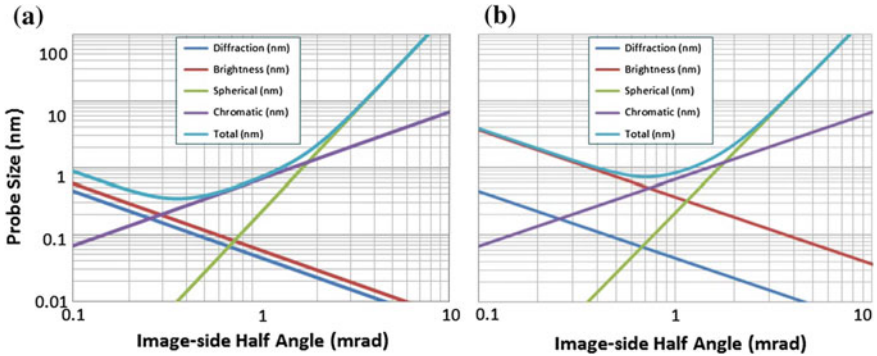 (a)
Probe Size (nm)
100
10
1
0.1
0.01
Diffraction (nm)
Brightness (nm)
Spherical (nm)
Chromatic (nm)
Total (nm)
0.1
1
10
Image-side Half Angle (mrad)
(b)
Diffraction (nm)
Brightness (nm)
Spherical (nm)
Chromatic (nm)
Total (nm)
0.1
1
10
Image-side Half Angle (mrad)